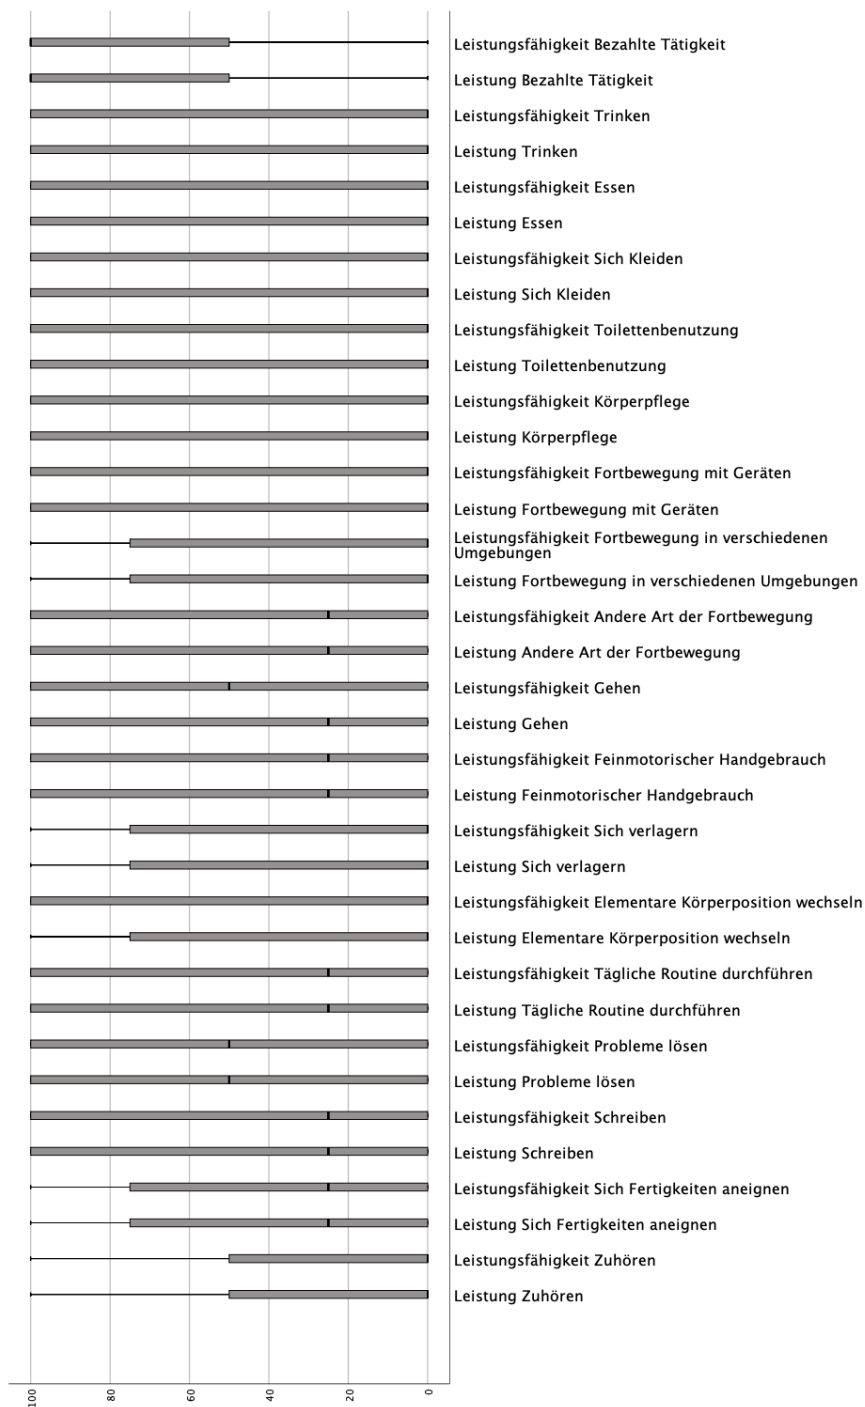 Leistungsfähigkeit Bezahlte Tätigkeit
Leistung Bezahlte Tätigkeit
Leistungsfähigkeit Trinken
Leistung Trinken
Leistungsfähigkeit Essen
Leistung Essen
Leistungsfähigkeit Sich Kleiden
Leistung Sich Kleiden
Leistungsfähigkeit Toilettenbenutzung
Leistung Toilettenbenutzung
Leistungsfähigkeit Körperpflege
Leistung Körperpflege
Leistungsfähigkeit Fortbewegung mit Geräten
Leistung Fortbewegung mit Geräten
Leistungsfähigkeit Fortbewegung in verschiedenen
Umgebungen
Leistung Fortbewegung in verschiedenen Umgebungen
Leistungsfähigkeit Andere Art der Fortbewegung
Leistung Andere Art der Fortbewegung
Leistungsfähigkeit Gehen
Leistung Gehen
Leistungsfähigkeit Feinmotorischer Handgebrauch
Leistung Feinmotorischer Handgebrauch
Leistungsfähigkeit Sich verlagern
Leistung Sich verlagern
Leistungsfähigkeit Elementare Körperposition wechseln
Leistung Elementare Körperposition wechseln
Leistungsfähigkeit Tägliche Routine durchführen
Leistung Tägliche Routine durchführen
Leistungsfähigkeit Probleme lösen
Leistung Probleme lösen
Leistungsfähigkeit Schreiben
Leistung Schreiben
Leistungsfähigkeit Sich Fertigkeiten aneignen
Leistung Sich Fertigkeiten aneignen
Leistungsfähigkeit Zuhören
Leistung Zuhören
100 80 60 40 20 0